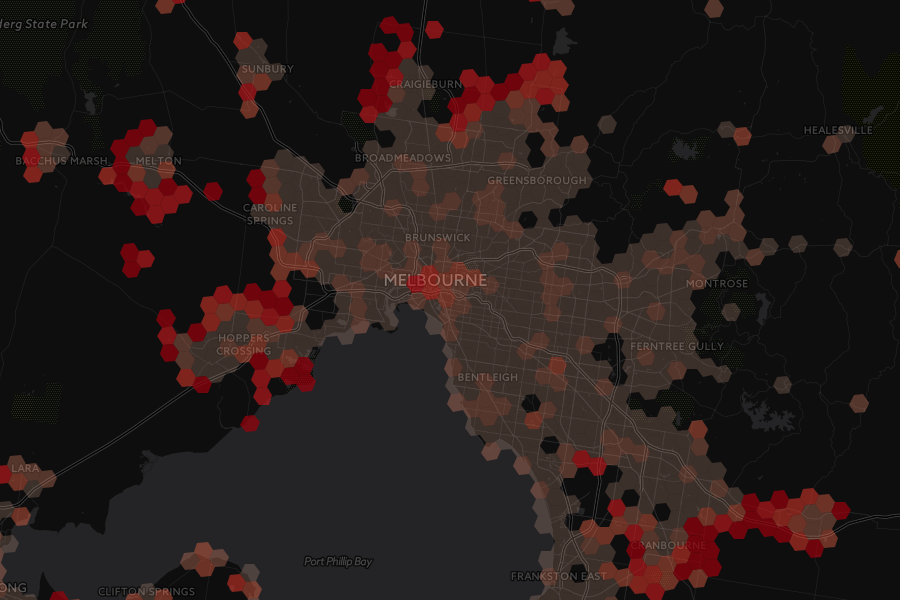 erg State Park
SUNBURY
CRAIGIEBURN
HEALESVILLE
BACCHUS MARSH
MELTON
BROADMEADOWS
GREENSBOROUGH
CAROLINE
SPRINGS
BRUNSWICK
MELBOURNE
MONTROSE
HOPPERS
CROSSING
FERNTREE GULLY
BENTLEIGH
LARA
CRANBOURNE
Port Phillip Bay
FRANKSTON EAST
ONG
CLIFTON SPRINGS